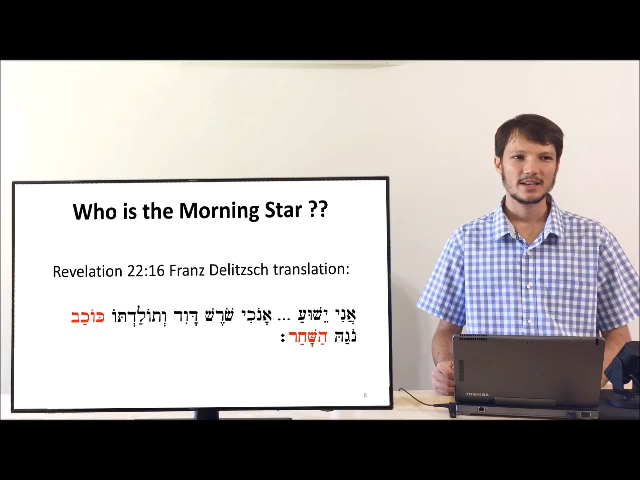 Who is the Morning Star ??
Revelation 22:16 Franz Delitzsch translation:
אֲנִי יֵשׁוּעַ ... אָנֹכִי שֹׁרֶשׁ דָּוִד וְתוֹלַדְתּוֹ כּוֹכַב
נֹגַהּ הַשָּׁחַר:
8
TOSHIBA